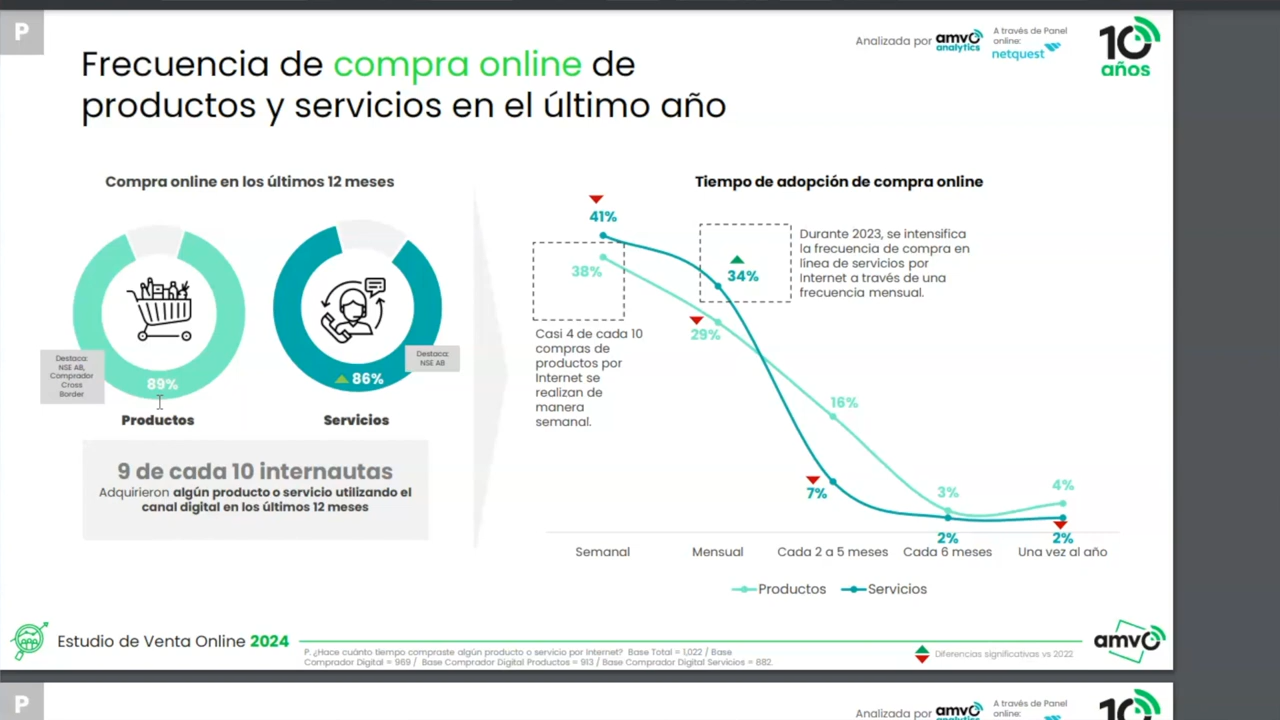 P
Analizada por amvo analytics
A través de Panel online:
netquest
10 años
Frecuencia de compra online de
productos y servicios en el último año
Compra online en los últimos 12 meses
Destaca:
NSE AB,
Comprador
Cross
Border
89%
Productos
86%
Destaca:
NSE AB
Servicios
9 de cada 10 internautas
Adquirieron algún producto o servicio utilizando el
canal digital en los últimos 12 meses
Tiempo de adopción de compra online
41%
38%
Casi 4 de cada 10
compras de
productos por
Internet se
realizan de
manera
semanal.
34%
29%
Durante 2023, se intensifica
la frecuencia de compra en
línea de servicios por
Internet a través de una
frecuencia mensual.
16%
7%
3%
4%
2%
2%
Semanal
Mensual
Cada 2 a 5 meses
Cada 6 meses
Una vez al año
Productos
Servicios
Estudio de Venta Online 2024
P. ¿Hace cuánto tiempo compraste algún producto o servicio por Internet? Base Total = 1,022 / Base
Comprador Digital = 969 / Base Comprador Digital Productos = 913 / Base Comprador Digital Servicios = 882.
Diferencias significativas vs 2022
amvo
P
Analizada por amvo
A través de Panel
online:
10